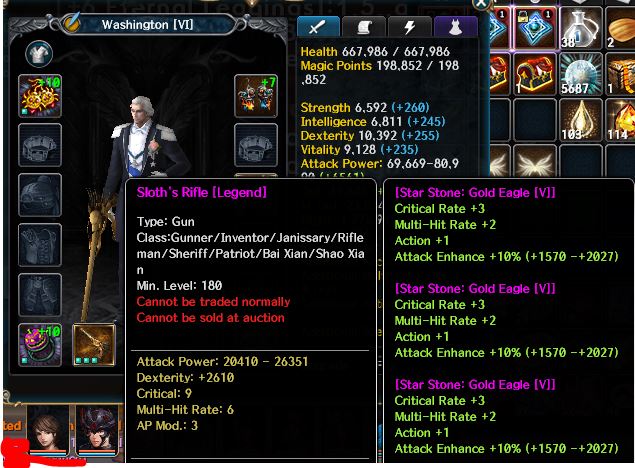 Washington [VI]
+10
+7
+10
Health 667,986 / 667,986
Magic Points 198,852 / 198
,852
Strength 6,592 (+260)
Intelligence 6,811 (+245)
Dexterity 10,392 (+255)
Vitality 9,128 (+235)
Attack Power: 69,669-80,9
1
1
38
2
1
1
5687
1
103
114
Sloth's Rifle [Legend]
Type: Gun
Class:Gunner/Inventor/Janissary/Rifle
man/Sheriff/Patriot/Bai Xian/Shao Xia
n
Min. Level: 180
Cannot be traded normally
Cannot be sold at auction
Attack Power: 20410 - 26351
Dexterity: +2610
Critical: 9
Multi-Hit Rate: 6
AP Mod.: 3
[Star Stone: Gold Eagle [V]]
Critical Rate +3
Multi-Hit Rate +2
Action +1
Attack Enhance +10% (+1570 -+2027)
[Star Stone: Gold Eagle [V]]
Critical Rate +3
Multi-Hit Rate +2
Action +1
Attack Enhance +10% (+1570 -+2027)
[Star Stone: Gold Eagle [V]]
Critical Rate +3
Multi-Hit Rate +2
Action +1
Attack Enhance +10% (+1570 -+2027)